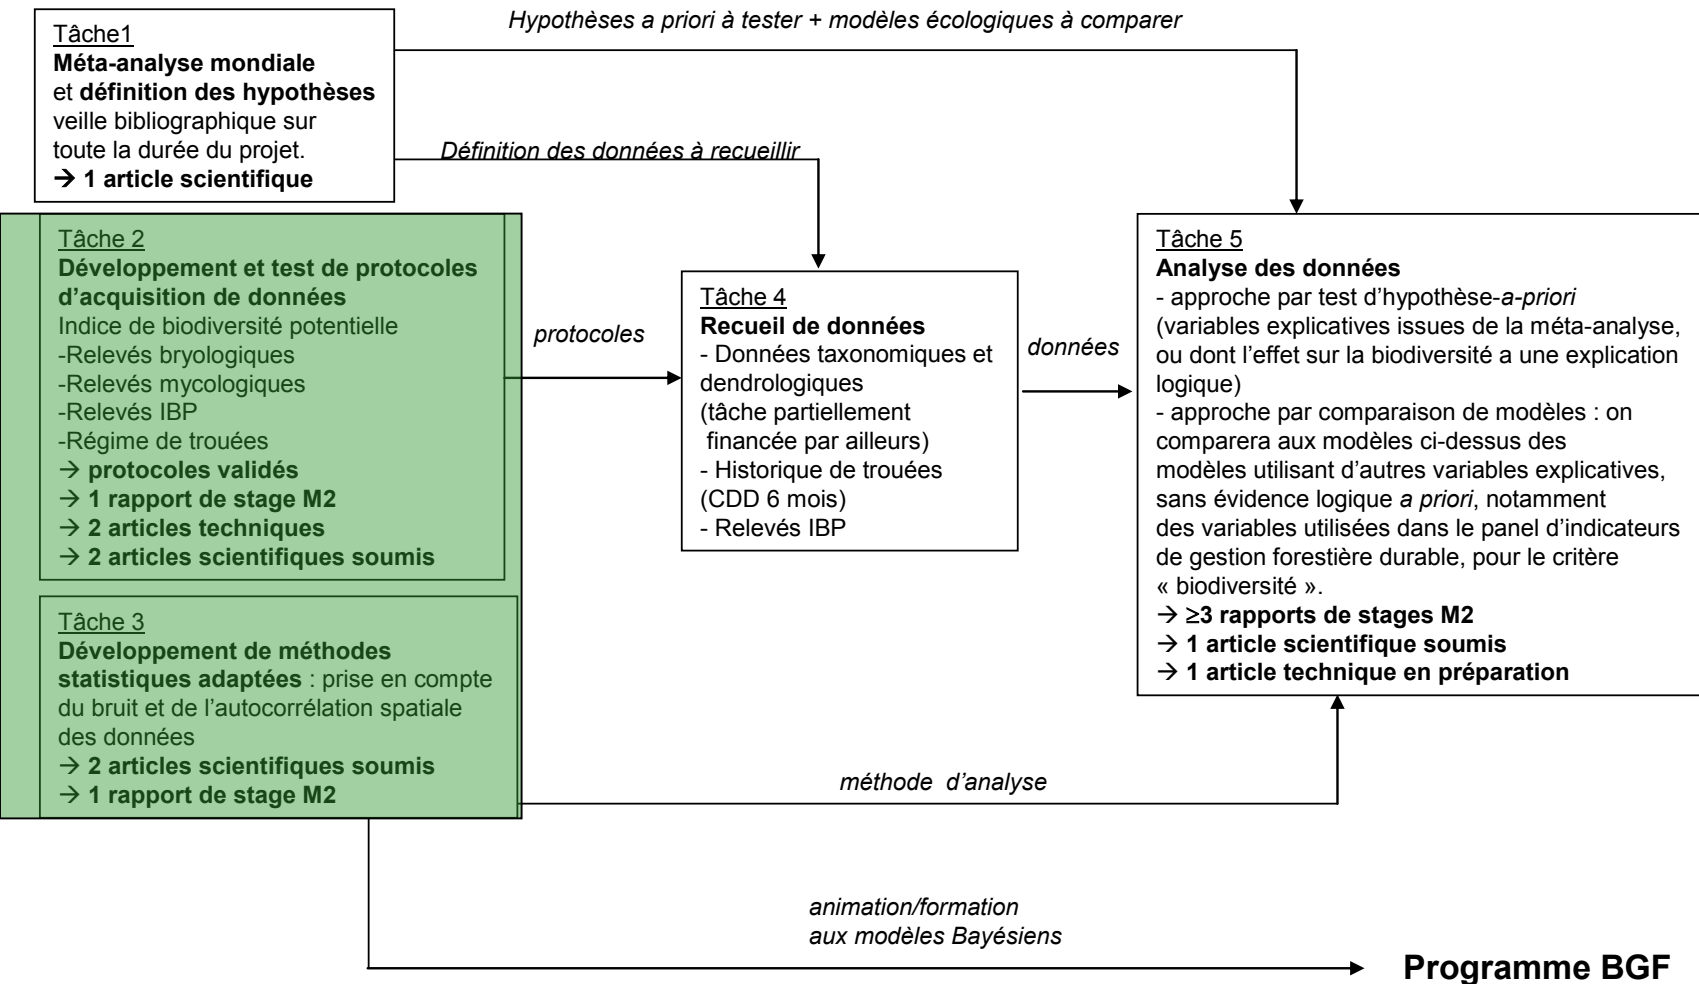 Hypothèses a priori à tester + modèles écologiques à comparer
Tâche1
Méta-analyse mondiale
et définition des hypothèses
veille bibliographique sur
toute la durée du projet.
→ 1 article scientifique
Définition des données à recueillir
Tâche 2
Développement et test de protocoles
d’acquisition de données
Indice de biodiversité potentielle
-Relevés bryologiques
-Relevés mycologiques
-Relevés IBP
-Régime de trouées
→ protocoles validés
→ 1 rapport de stage M2
→ 2 articles techniques
→ 2 articles scientifiques soumis
protocoles
Tâche 4
Recueil de données
- Données taxonomiques et
dendrologiques
(tâche partiellement
financée par ailleurs)
- Historique de trouées
(CDD 6 mois)
- Relevés IBP
données
Tâche 5
Analyse des données
- approche par test d’hypothèse-a-priori
(variables explicatives issues de la méta-analyse,
ou dont l’effet sur la biodiversité a une explication
logique)
- approche par comparaison de modèles : on
comparera aux modèles ci-dessus des
modèles utilisant d’autres variables explicatives,
sans évidence logique a priori, notamment
des variables utilisées dans le panel d’indicateurs
de gestion forestière durable, pour le critère
« biodiversité ».
→ ≥3 rapports de stages M2
→ 1 article scientifique soumis
→ 1 article technique en préparation
Tâche 3
Développement de méthodes
statistiques adaptées : prise en compte
du bruit et de l’autocorrélation spatiale
des données
→ 2 articles scientifiques soumis
→ 1 rapport de stage M2
méthode d’analyse
animation/formation
aux modèles Bayésiens
Programme BGF